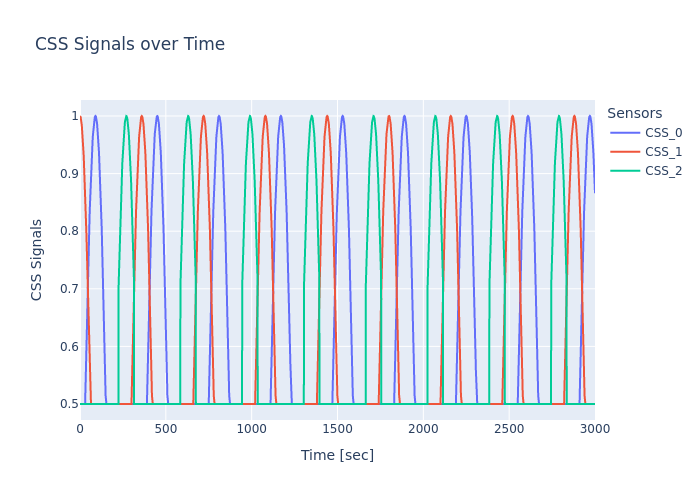 CSS Signals over Time
Sensors
CSS_0
CSS_1
CSS_2
CSS Signals
1
0.9
0.8
0.7
0.6
0.5
0
500
1000
1500
2000
2500
3000
Time [sec]